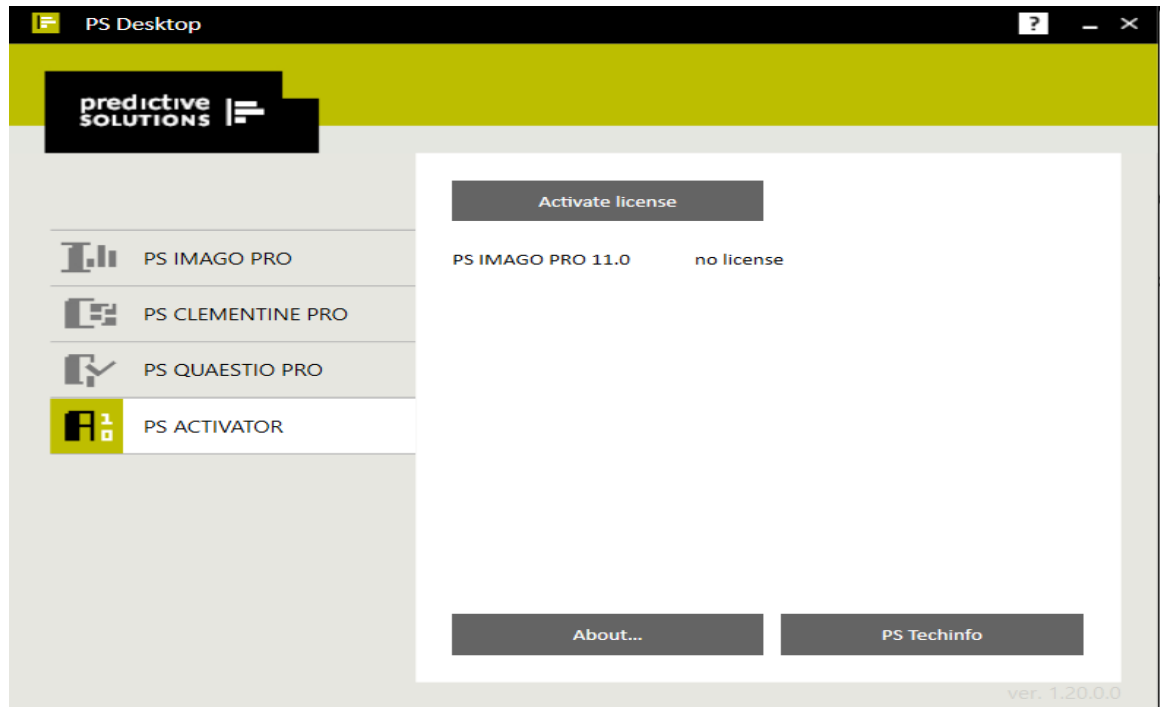 PS Desktop ? _ ×
predictive
SOLUTIONS
Activate license
PS IMAGO PRO
PS IMAGO PRO 11.0 no license
PS CLEMENTINE PRO
PS QUAESTIO PRO
PS ACTIVATOR
About... PS Techinfo
ver. 1.20.0.0